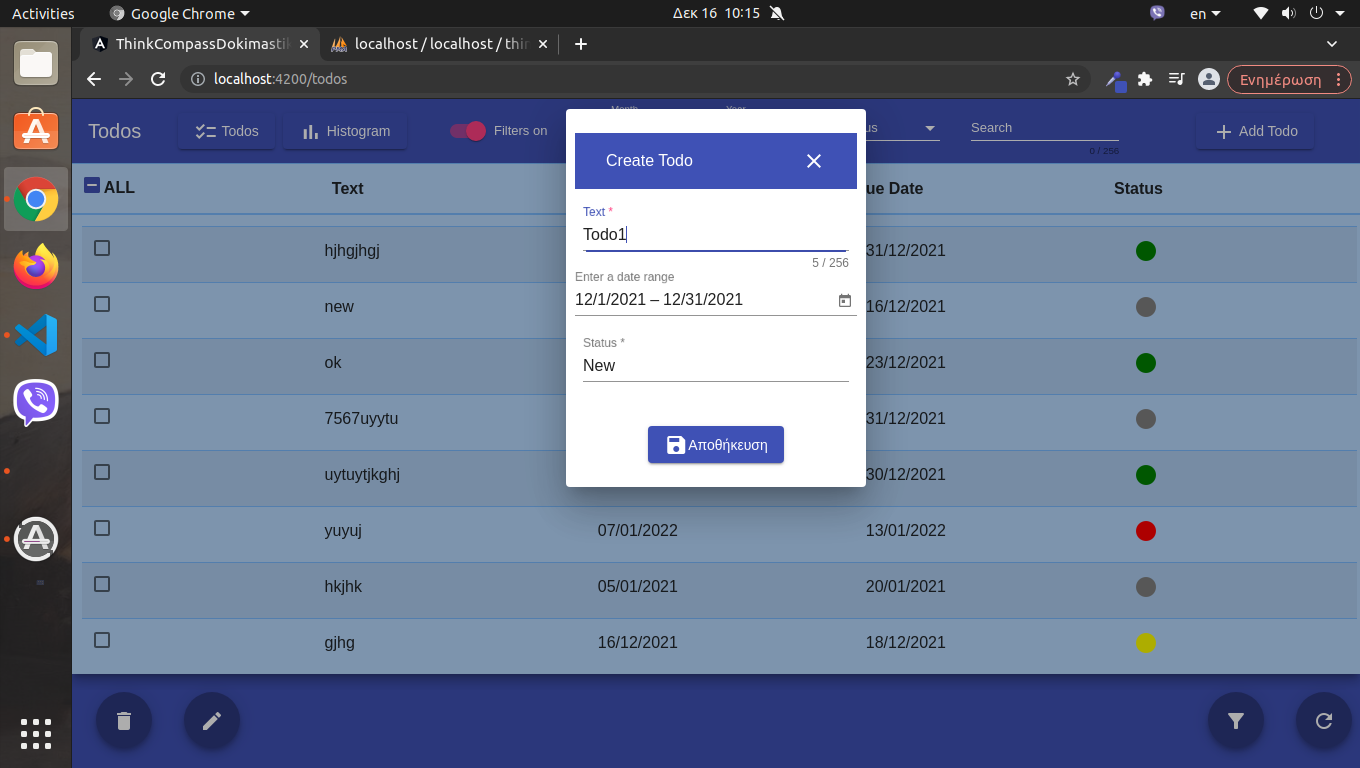 Activities Google Chrome Δεκ 16 10:15 en
ThinkCompassDokimastik localhost / localhost / thin
localhost:4200/todos Ενημέρωση
Month Year
Todos Todos Histogram Filters on us Search Add Todo
0 / 256
Create Todo
ALL Text ue Date Status
Text *
Todo1
5 / 256
Enter a date range
12/1/2021 – 12/31/2021
Status *
New
Αποθήκευση
hjhgjhgj 31/12/2021
new 16/12/2021
ok 23/12/2021
7567uyytu 31/12/2021
uytuytjkghj 30/12/2021
yuyuj 07/01/2022 13/01/2022
hkjhk 05/01/2021 20/01/2021
gjhg 16/12/2021 18/12/2021